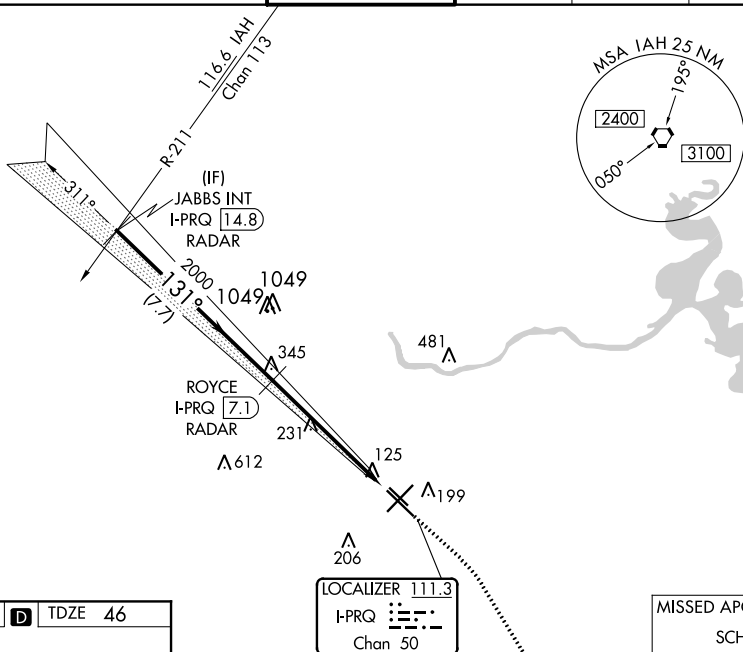 116.6 IAH
Chan 113
R-211
MSA IAH 25 NM
195°
2400
3100
050°
311°
(IF)
JABBS INT
I-PRQ 14.8
RADAR
2000
131°
(7.7)
1049
1049
481
345
ROYCE
I-PRQ 7.1
RADAR
231
612
125
199
206
LOCALIZER 111.3
I-PRQ
Chan 50
D TDZE 46
MISSED APC
SCH